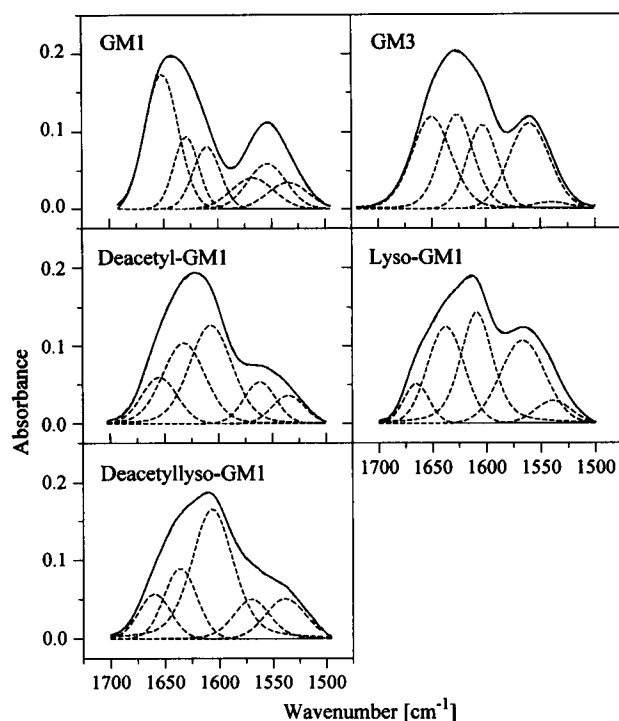 GM1
GM3
0.2
0.1
0.0
Deacetyl-GM1
Lyso-GM1
0.2
0.1
0.0
Absorbance
1700 1650 1600 1550 1500
Deacetyllyso-GM1
0.2
0.1
0.0
1700 1650 1600 1550 1500
Wavenumber [cm-1]